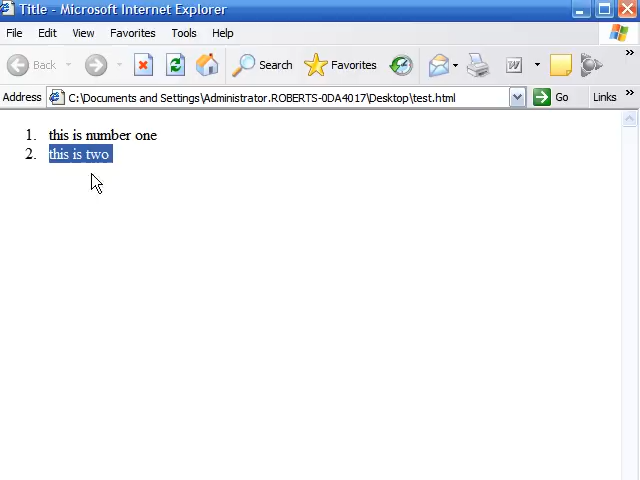 Title - Microsoft Internet Explorer
File Edit View Favorites Tools Help
Back Search Favorites W »
Address C:\Documents and Settings\Administrator.ROBERTS-0DA4017\Desktop\test.html Go Links »
1. this is number one
2. this is two